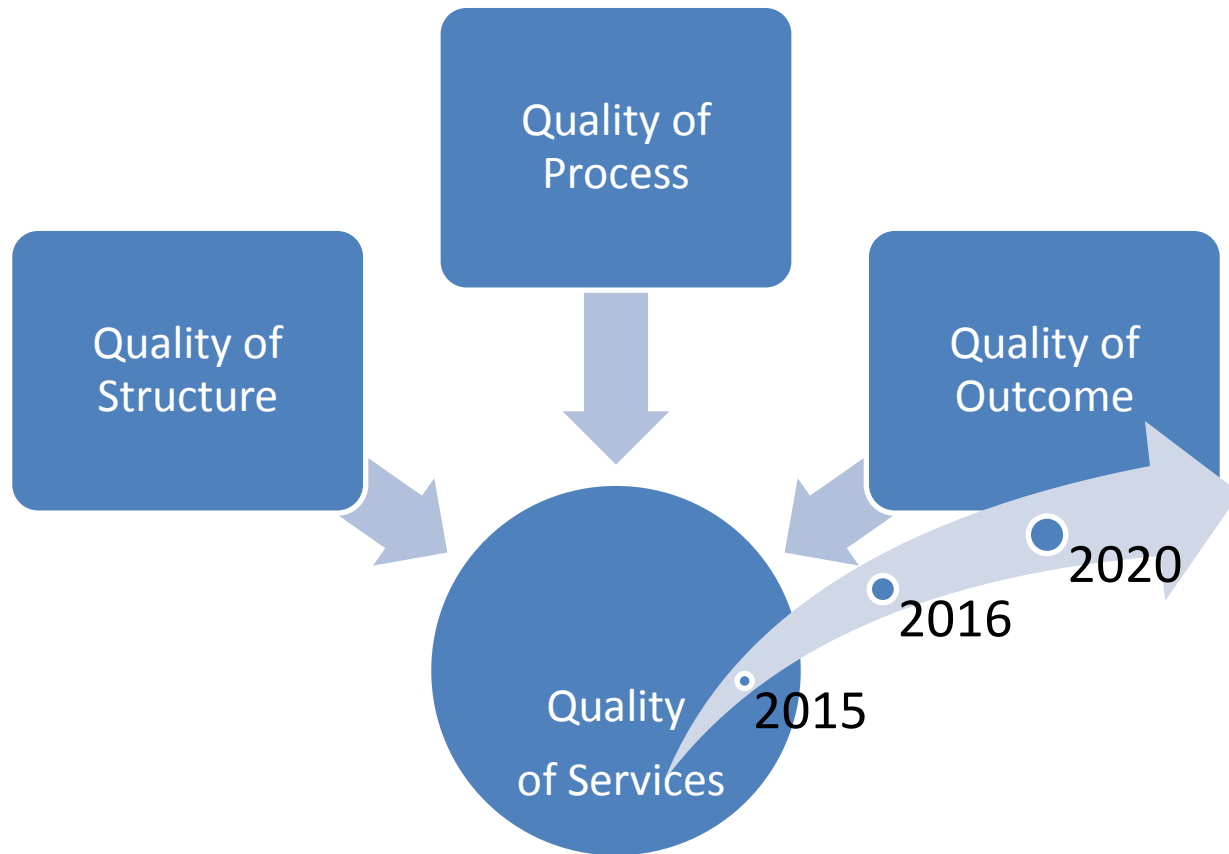 Quality of
Process
Quality of
Structure
Quality of
Outcome
2020
2016
2015
Quality
of Services